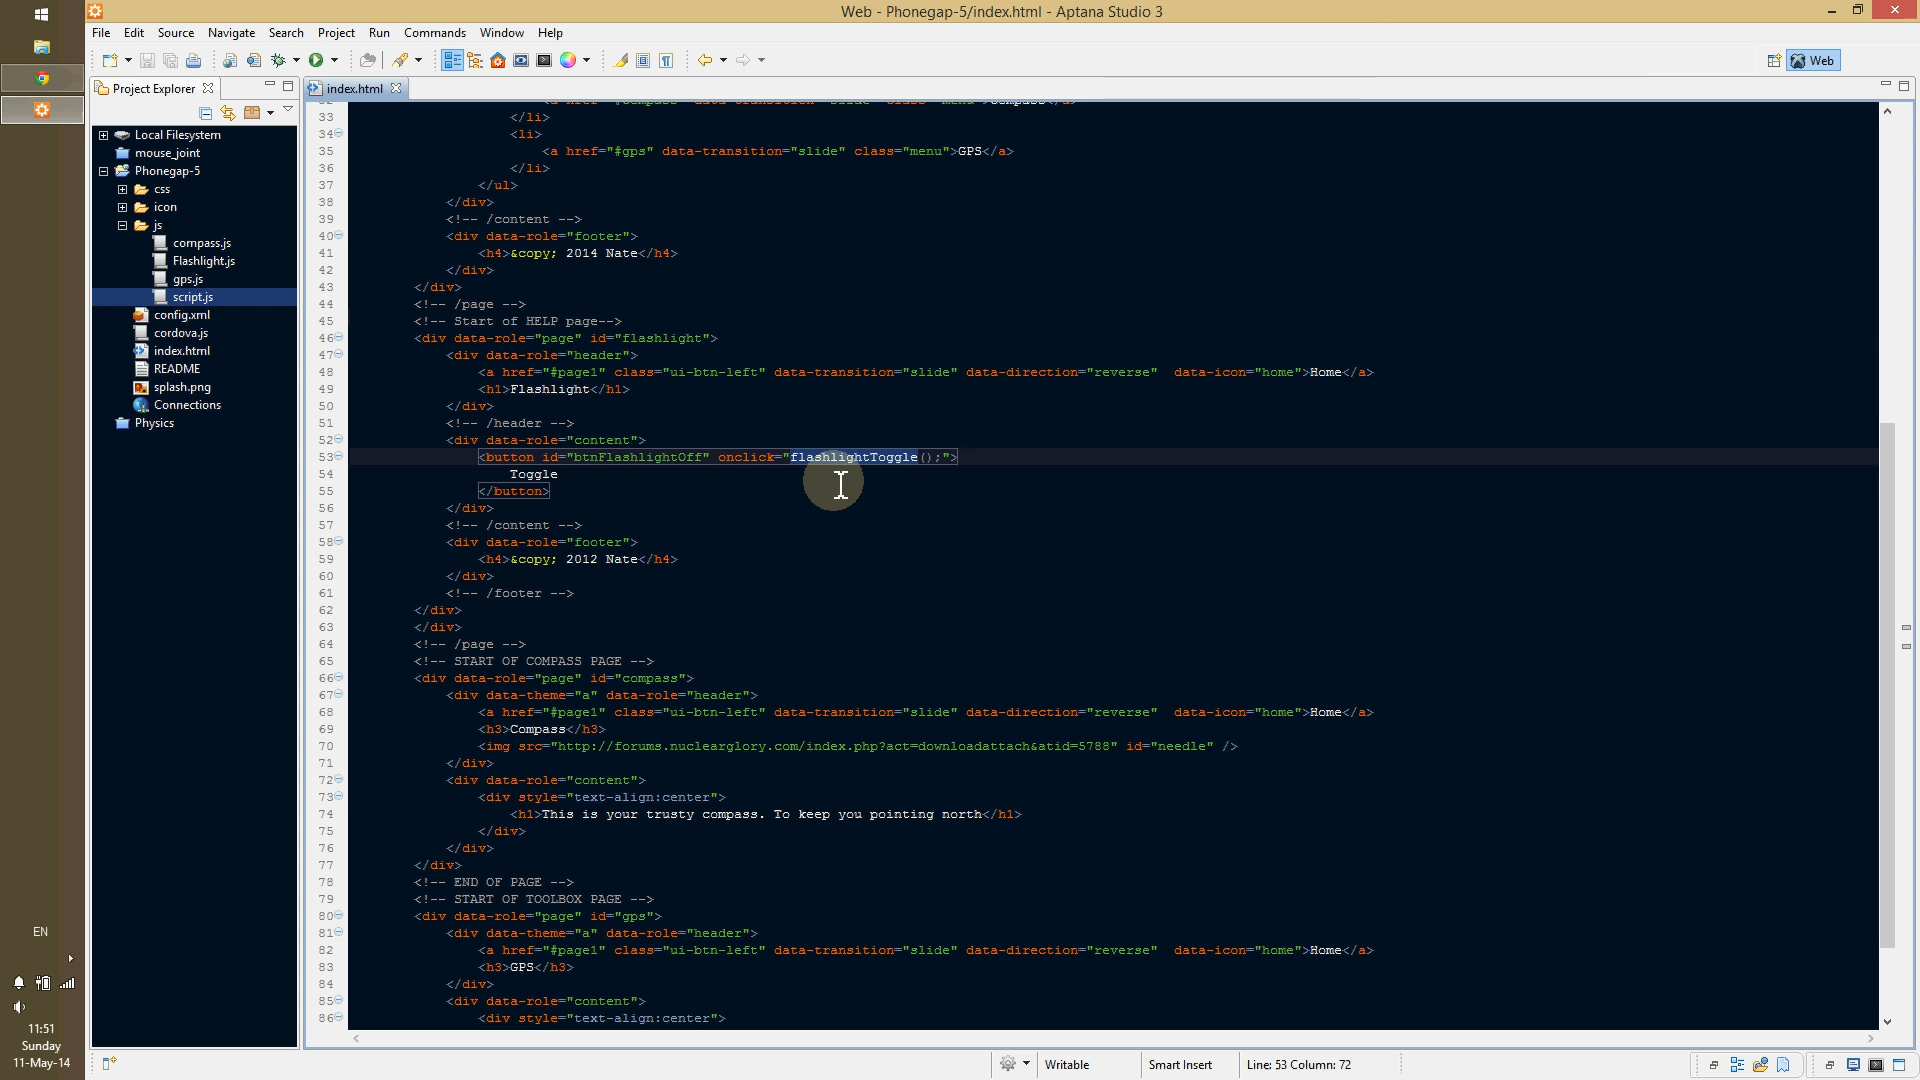 Web - Phonegap-5/index.html - Aptana Studio 3
File Edit Source Navigate Search Project Run Commands Window Help
Web
Project Explorer
index.html
Local Filesystem
mouse_joint
Phonegap-5
css
icon
js
compass.js
Flashlight.js
gps.js
script.js
config.xml
cordova.js
index.html
README
splash.png
Connections
Physics
33 </li>
34 <li>
35 <a href="#gps" data-transition="slide" class="menu">GPS</a>
36 </li>
37 </ul>
38 </div>
39 <!-- /content -->
40 <div data-role="footer">
41 <h4>&copy; 2014 Nate</h4>
42 </div>
43 </div>
44 <!-- /page -->
45 <!-- Start of HELP page-->
46 <div data-role="page" id="flashlight">
47 <div data-role="header">
48 <a href="#page1" class="ui-btn-left" data-transition="slide" data-direction="reverse"  data-icon="home">Home</a>
49 <h1>Flashlight</h1>
50 </div>
51 <!-- /header -->
52 <div data-role="content">
53 <button id="btnFlashlightOff" onclick="flashlightToggle();">
54 Toggle
55 </button>
56 </div>
57 <!-- /content -->
58 <div data-role="footer">
59 <h4>&copy; 2012 Nate</h4>
60 </div>
61 <!-- /footer -->
62 </div>
63 </div>
64 <!-- /page -->
65 <!-- START OF COMPASS PAGE -->
66 <div data-role="page" id="compass">
67 <div data-theme="a" data-role="header">
68 <a href="#page1" class="ui-btn-left" data-transition="slide" data-direction="reverse"  data-icon="home">Home</a>
69 <h3>Compass</h3>
70 <img src="http://forums.nuclearglory.com/index.php?act=downloadattach&atid=5788" id="needle" />
71 </div>
72 <div data-role="content">
73 <div style="text-align:center">
74 <h1>This is your trusty compass. To keep you pointing north</h1>
75 </div>
76 </div>
77 </div>
78 <!-- END OF PAGE -->
79 <!-- START OF TOOLBOX PAGE -->
80 <div data-role="page" id="gps">
81 <div data-theme="a" data-role="header">
82 <a href="#page1" class="ui-btn-left" data-transition="slide" data-direction="reverse"  data-icon="home">Home</a>
83 <h3>GPS</h3>
84 </div>
85 <div data-role="content">
86 <div style="text-align:center">
EN
11:51
Sunday
11-May-14
Writable Smart Insert Line: 53 Column: 72